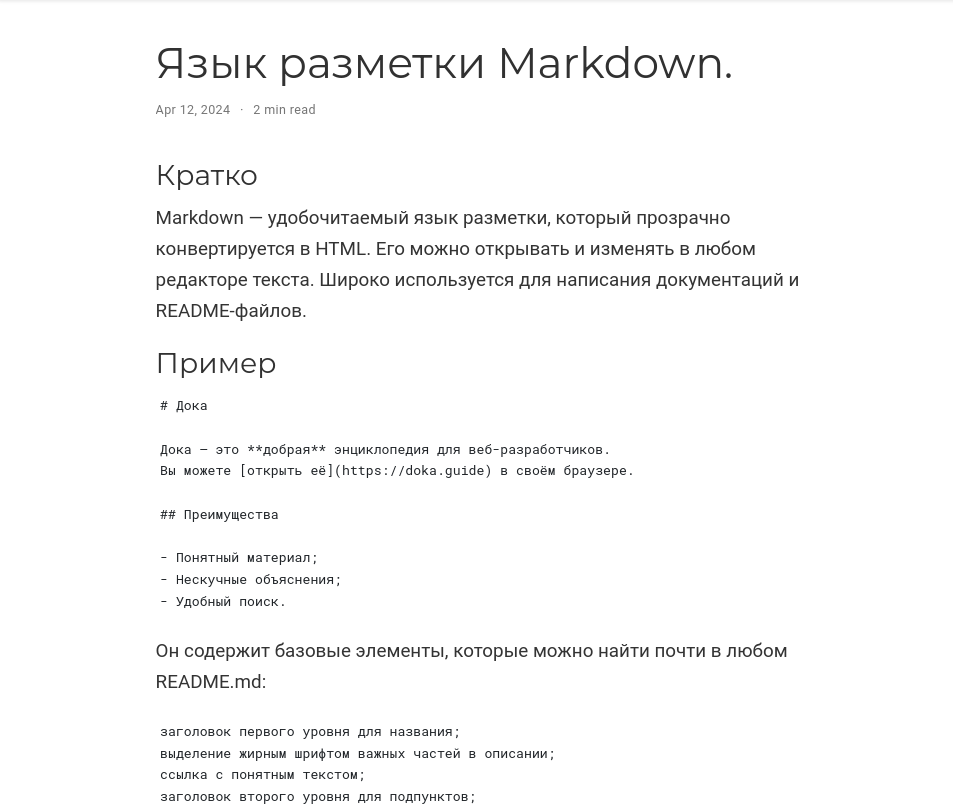 Язык разметки Markdown.
Apr 12, 2024 · 2 min read
Кратко
Markdown — удобочитаемый язык разметки, который прозрачно
конвертируется в HTML. Его можно открывать и изменять в любом
редакторе текста. Широко используется для написания документаций и
README-файлов.
Пример
# Дока
Дока — это **добрая** энциклопедия для веб-разработчиков.
Вы можете [открыть её](https://doka.guide) в своём браузере.
## Преимущества
- Понятный материал;
- Нескучные объяснения;
- Удобный поиск.
Он содержит базовые элементы, которые можно найти почти в любом
README.md:
заголовок первого уровня для названия;
выделение жирным шрифтом важных частей в описании;
ссылка с понятным текстом;
заголовок второго уровня для подпунктов;